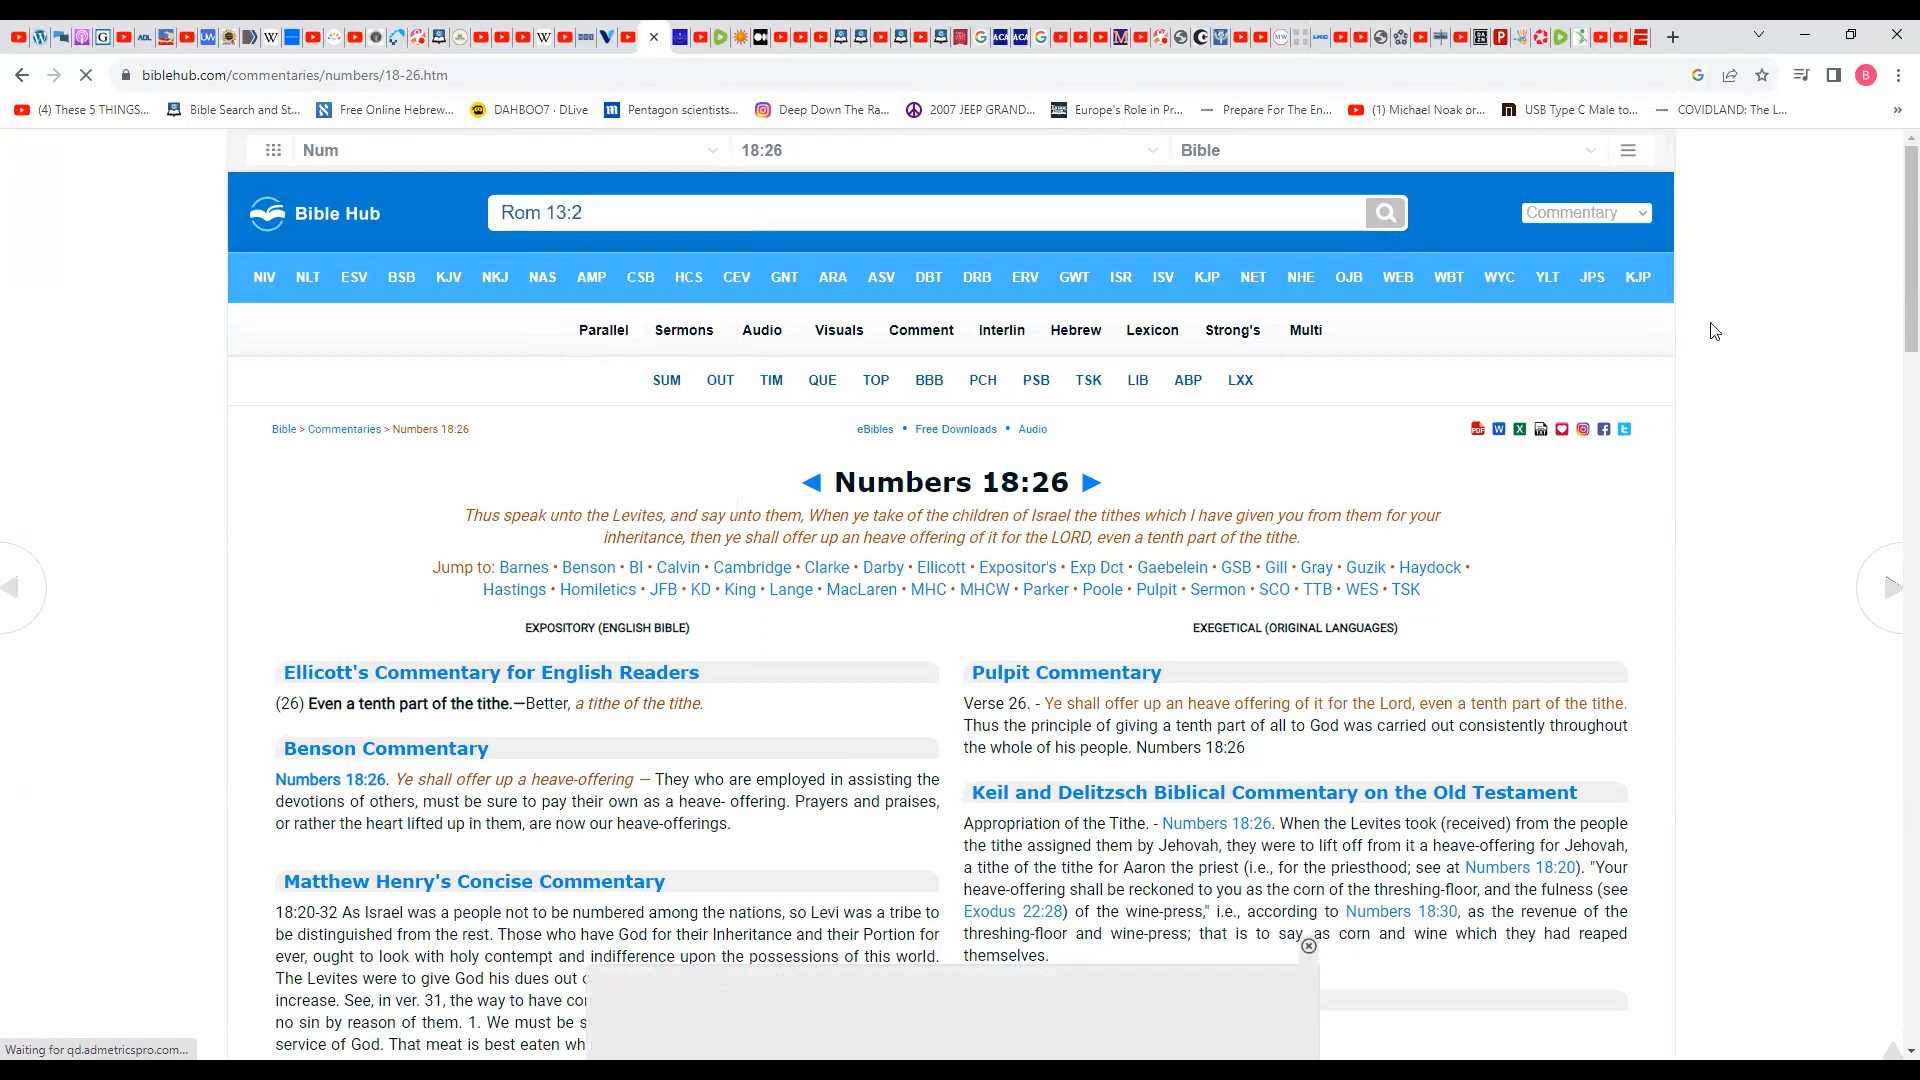 biblehub.com/commentaries/numbers/18-26.htm
B
(4) These 5 THINGS...
Bible Search and St...
Free Online Hebrew...
DAHBOO7 · DLive
Pentagon scientists...
Deep Down The Ra...
2007 JEEP GRAND...
Europe's Role in Pr...
Prepare For The En...
(1) Michael Noak or...
USB Type C Male to...
COVIDLAND: The L...
»
Num 18:26 Bible
Bible Hub
Rom 13:2
Commentary
NIV NLT ESV BSB KJV NKJ NAS AMP CSB HCS CEV GNT ARA ASV DBT DRB ERV GWT ISR ISV KJP NET NHE OJB WEB WBT WYC YLT JPS KJP
Parallel Sermons Audio Visuals Comment Interlin Hebrew Lexicon Strong's Multi
SUM OUT TIM QUE TOP BBB PCH PSB TSK LIB ABP LXX
Bible > Commentaries > Numbers 18:26
eBibles • Free Downloads • Audio
◄ Numbers 18:26 ►
Thus speak unto the Levites, and say unto them, When ye take of the children of Israel the tithes which I have given you from them for your
inheritance, then ye shall offer up an heave offering of it for the LORD, even a tenth part of the tithe.
Jump to: Barnes • Benson • BI • Calvin • Cambridge • Clarke • Darby • Ellicott • Expositor's • Exp Dct • Gaebelein • GSB • Gill • Gray • Guzik • Haydock •
Hastings • Homiletics • JFB • KD • King • Lange • MacLaren • MHC • MHCW • Parker • Poole • Pulpit • Sermon • SCO • TTB • WES • TSK
EXPOSITORY (ENGLISH BIBLE)
Ellicott's Commentary for English Readers
(26) Even a tenth part of the tithe.—Better, a tithe of the tithe.
Benson Commentary
Numbers 18:26. Ye shall offer up a heave-offering — They who are employed in assisting the
devotions of others, must be sure to pay their own as a heave- offering. Prayers and praises,
or rather the heart lifted up in them, are now our heave-offerings.
Matthew Henry's Concise Commentary
18:20-32 As Israel was a people not to be numbered among the nations, so Levi was a tribe to
be distinguished from the rest. Those who have God for their Inheritance and their Portion for
ever, ought to look with holy contempt and indifference upon the possessions of this world.
The Levites were to give God his dues out
increase. See, in ver. 31, the way to have
no sin by reason of them. 1. We must be
service of God. That meat is best eaten
EXEGETICAL (ORIGINAL LANGUAGES)
Pulpit Commentary
Verse 26. - Ye shall offer up an heave offering of it for the Lord, even a tenth part of the tithe.
Thus the principle of giving a tenth part of all to God was carried out consistently throughout
the whole of his people. Numbers 18:26
Keil and Delitzsch Biblical Commentary on the Old Testament
Appropriation of the Tithe. - Numbers 18:26. When the Levites took (received) from the people
the tithe assigned them by Jehovah, they were to lift off from it a heave-offering for Jehovah,
a tithe of the tithe for Aaron the priest (i.e., for the priesthood; see at Numbers 18:20). "Your
heave-offering shall be reckoned to you as the corn of the threshing-floor, and the fulness (see
Exodus 22:28) of the wine-press," i.e., according to Numbers 18:30, as the revenue of the
threshing-floor and wine-press; that is to say, as corn and wine which they had reaped
themselves.
Waiting for qd.admetricspro.com...